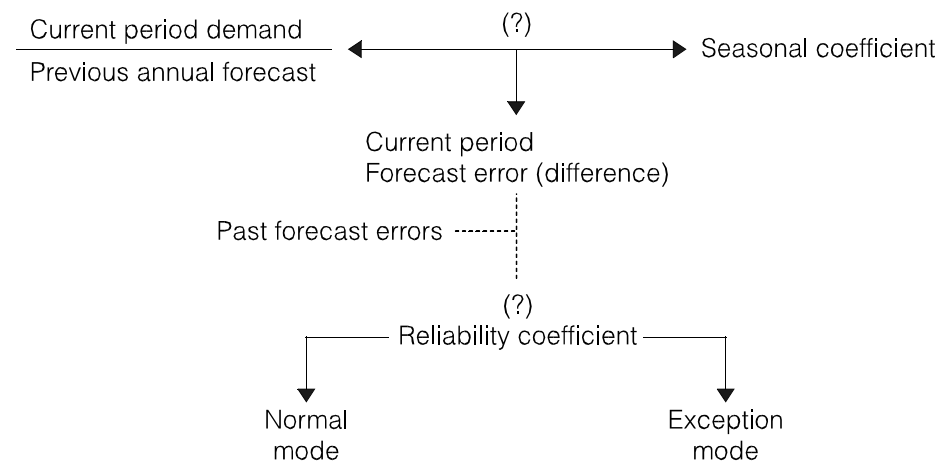 (?)
Current period demand
Previous annual forecast
Seasonal coefficient
Current period
Forecast error (difference)
Past forecast errors
(?)
Reliability coefficient
Normal
mode
Exception
mode